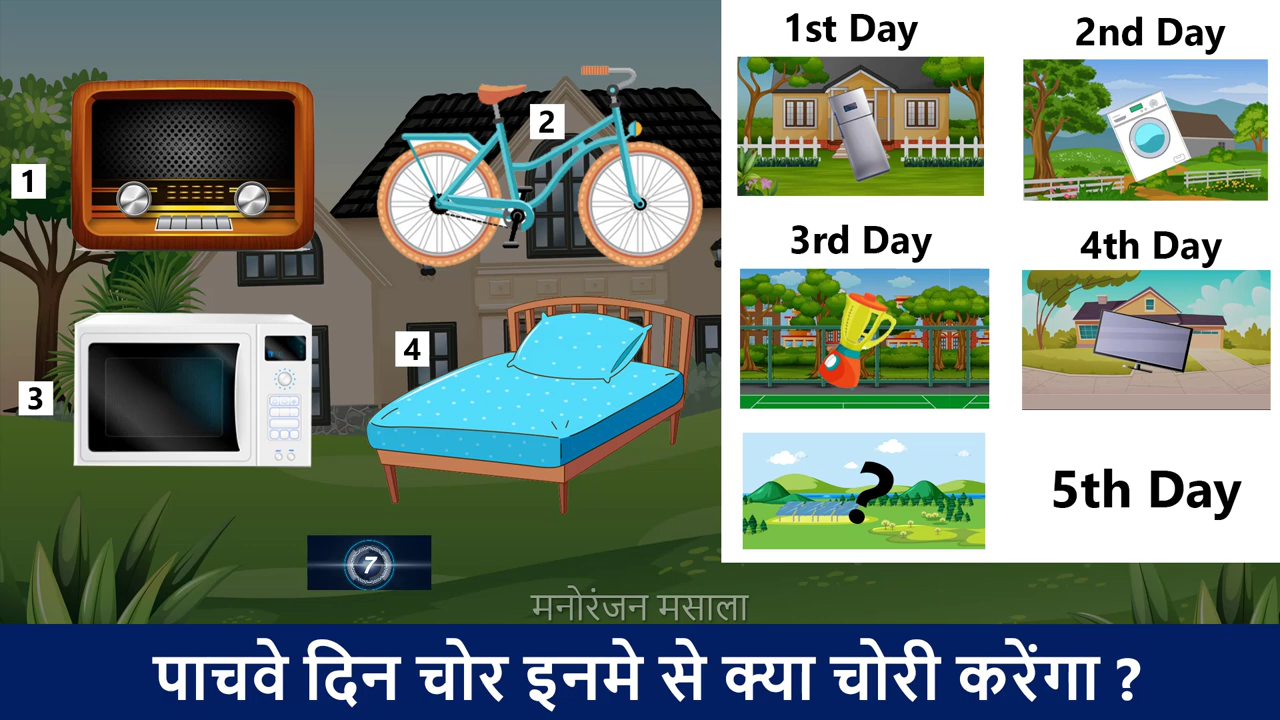 1st Day
2nd Day
1
2
3rd Day
4th Day
3
4
5th Day
?
7
मनोरंजन मसाला
पाचवे दिन चोर इनमे से क्या चोरी करेंगा ?